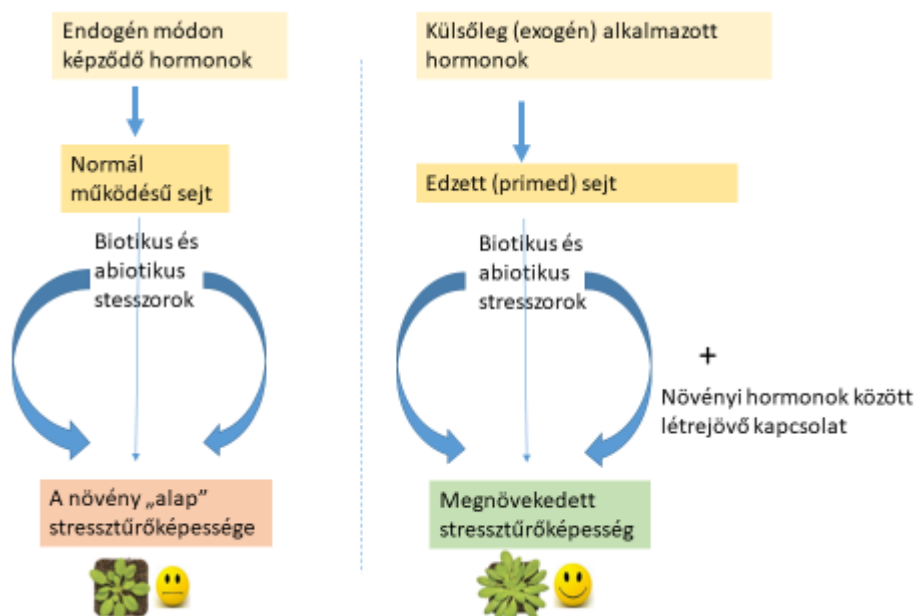 Endogén módon
képződő hormonok
Normál
működésű sejt
Biotikus és
abiotikus
stesszorok
A növény „alap”
stressztűrőképessége
Külsőleg (exogén) alkalmazott
hormonok
Edzett (primed) sejt
Biotikus és
abiotikus
stresszorok
+
Növényi hormonok között
létrejövő kapcsolat
Megnövekedett
stressztűrőképesség